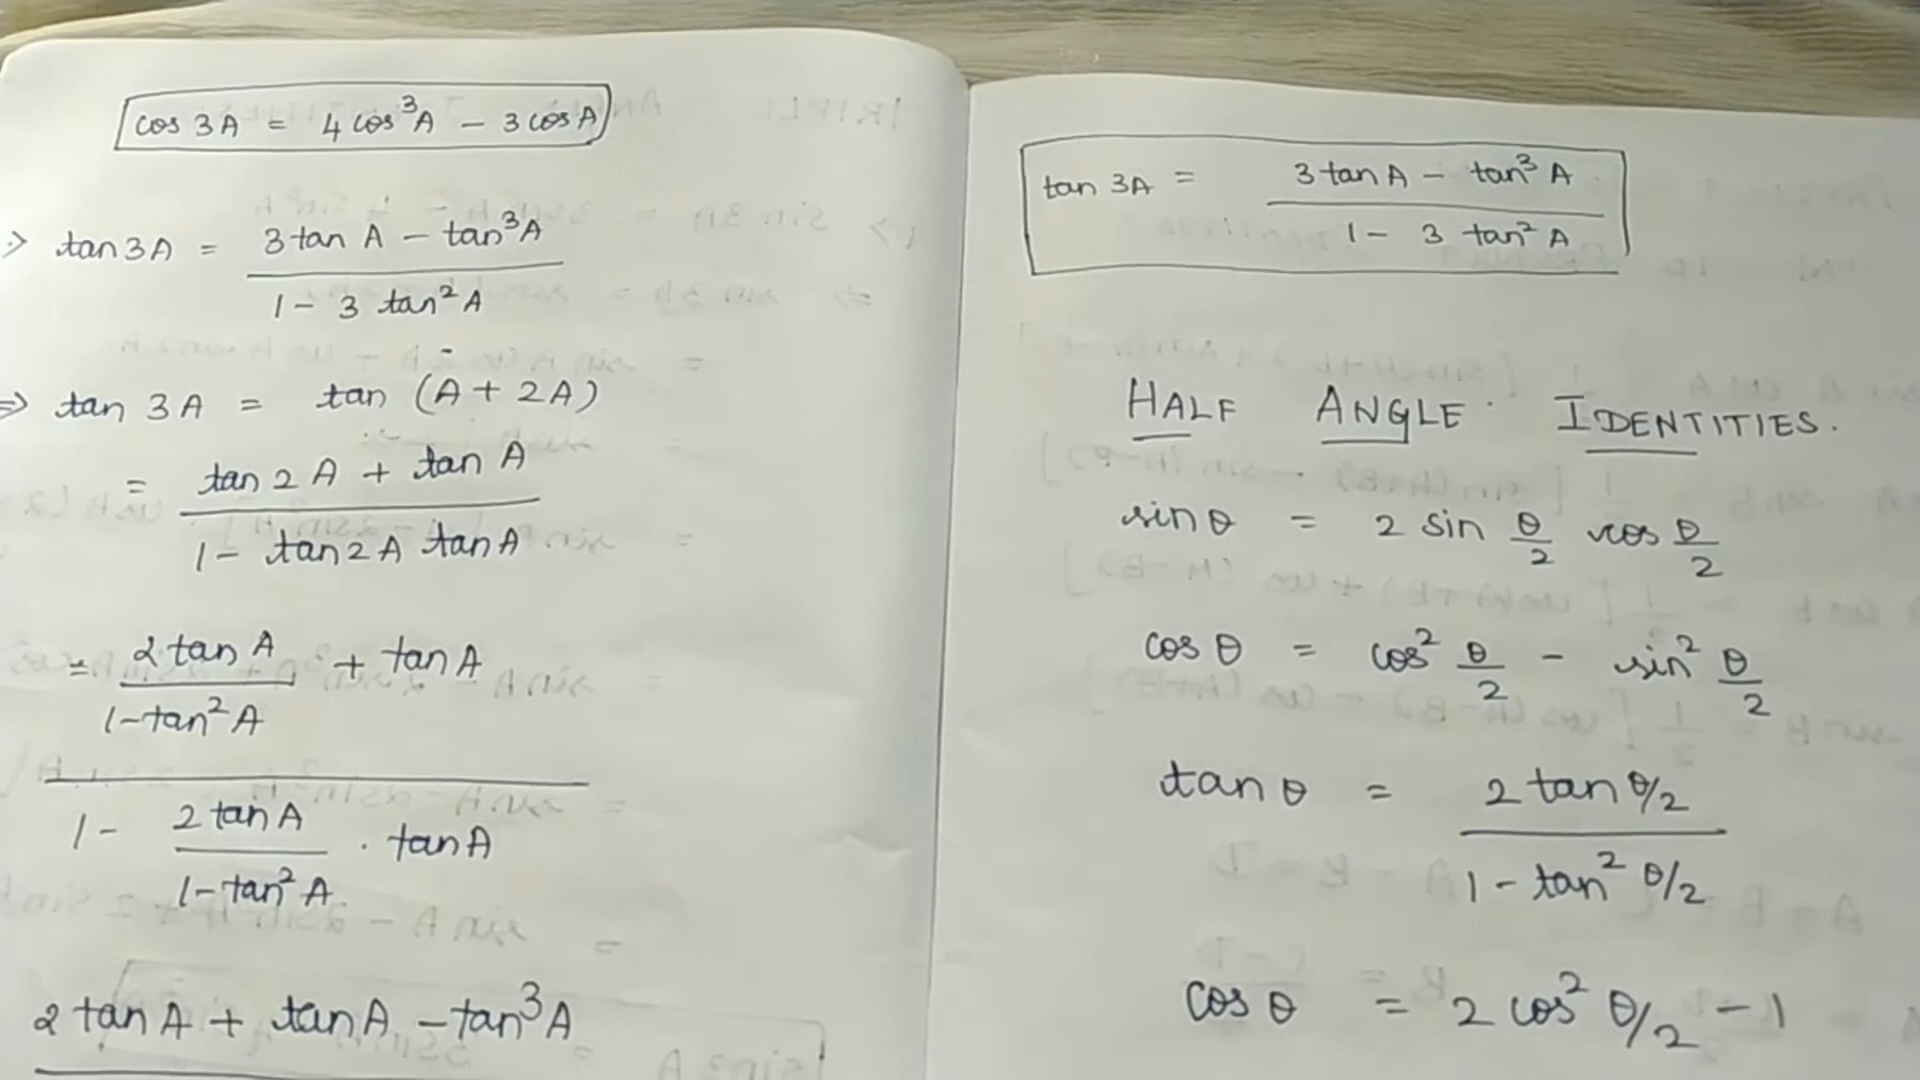 cos 3A = 4 cos³A - 3 cos A
⇒ tan 3A = 3 tan A - tan³A
1 - 3 tan² A
⇒ tan 3A = tan (A + 2A)
= tan 2A + tan A
1 - tan 2A tan A
= 2 tan A + tan A
1 - tan² A
1 - 2 tan A . tan A
1 - tan² A
2 tan A + tan A - tan³A
tan 3A = 3 tan A - tan³ A
1 - 3 tan² A
HALF ANGLE IDENTITIES.
sin θ = 2 sin θ/2 cos θ/2
cos θ = cos² θ/2 - sin² θ/2
tan θ = 2 tan θ/2
1 - tan² θ/2
cos θ = 2 cos² θ/2 - 1